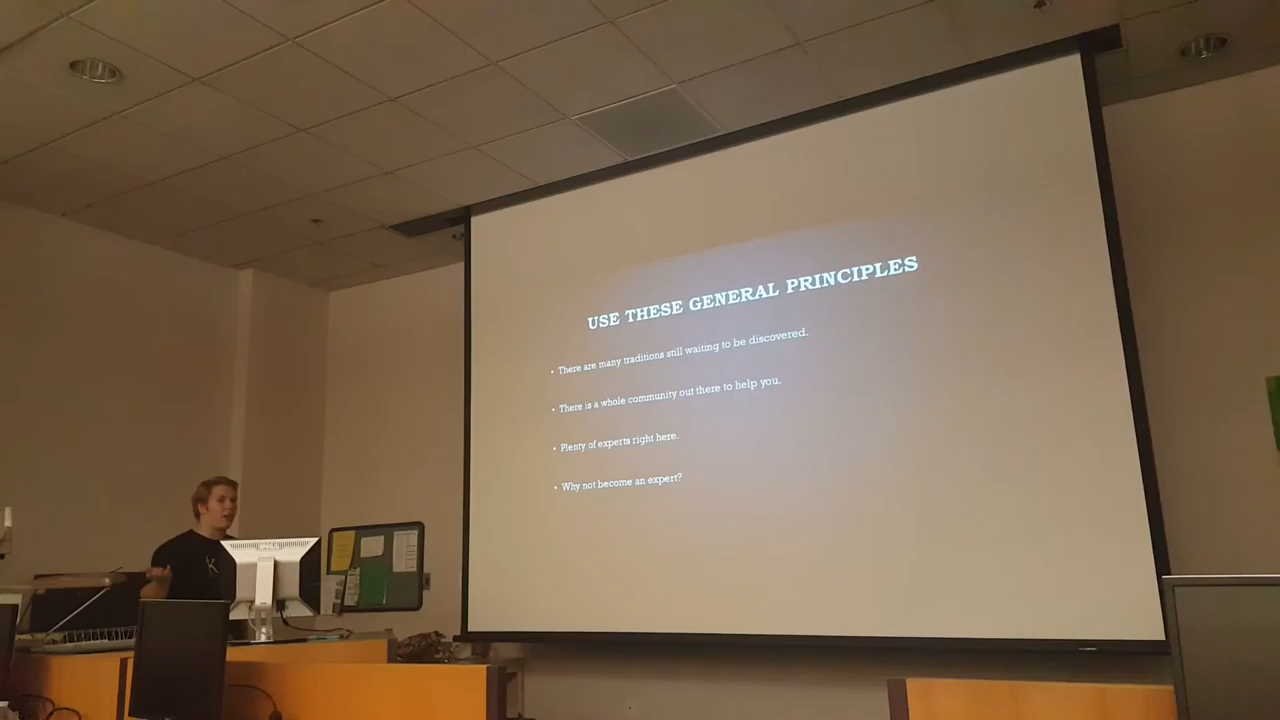 USE THESE GENERAL PRINCIPLES
• There are many traditions still waiting to be discovered.
• There is a whole community out there to help you.
• Plenty of experts right here.
• Why not become an expert?
K